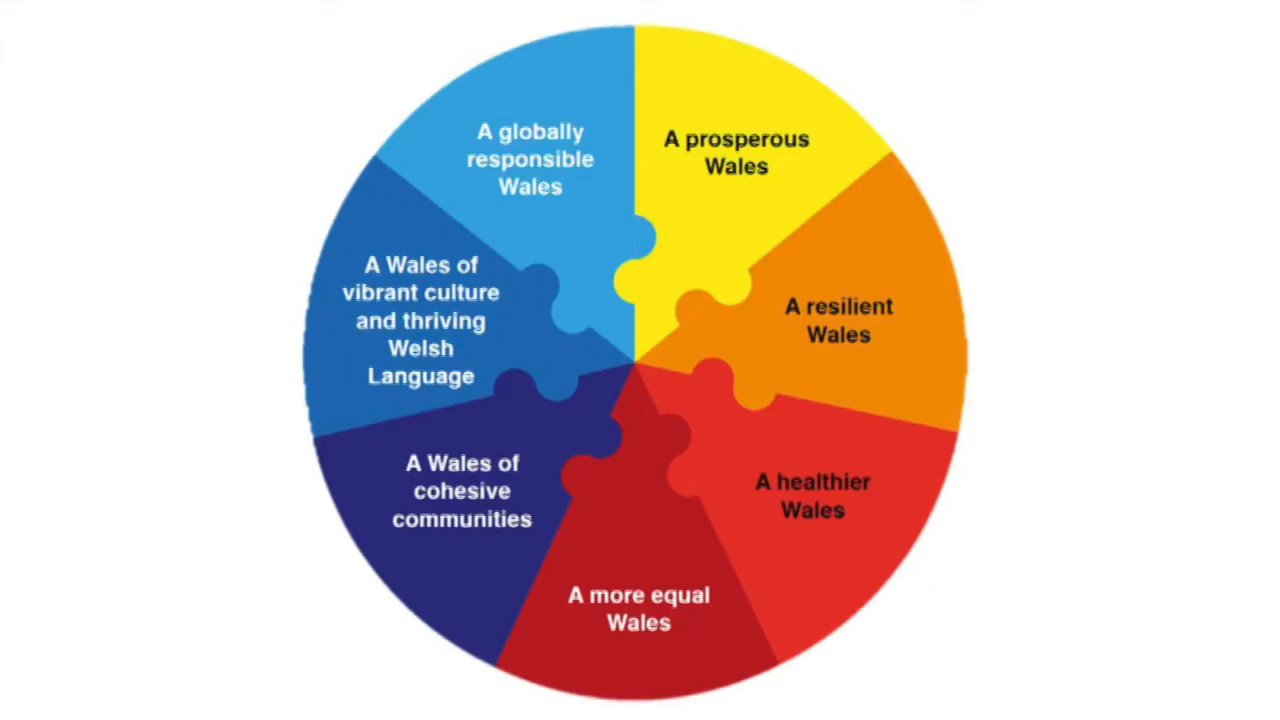 A globally
responsible
Wales
A prosperous
Wales
A resilient
Wales
A healthier
Wales
A more equal
Wales
A Wales of
cohesive
communities
A Wales of
vibrant culture
and thriving
Welsh
Language